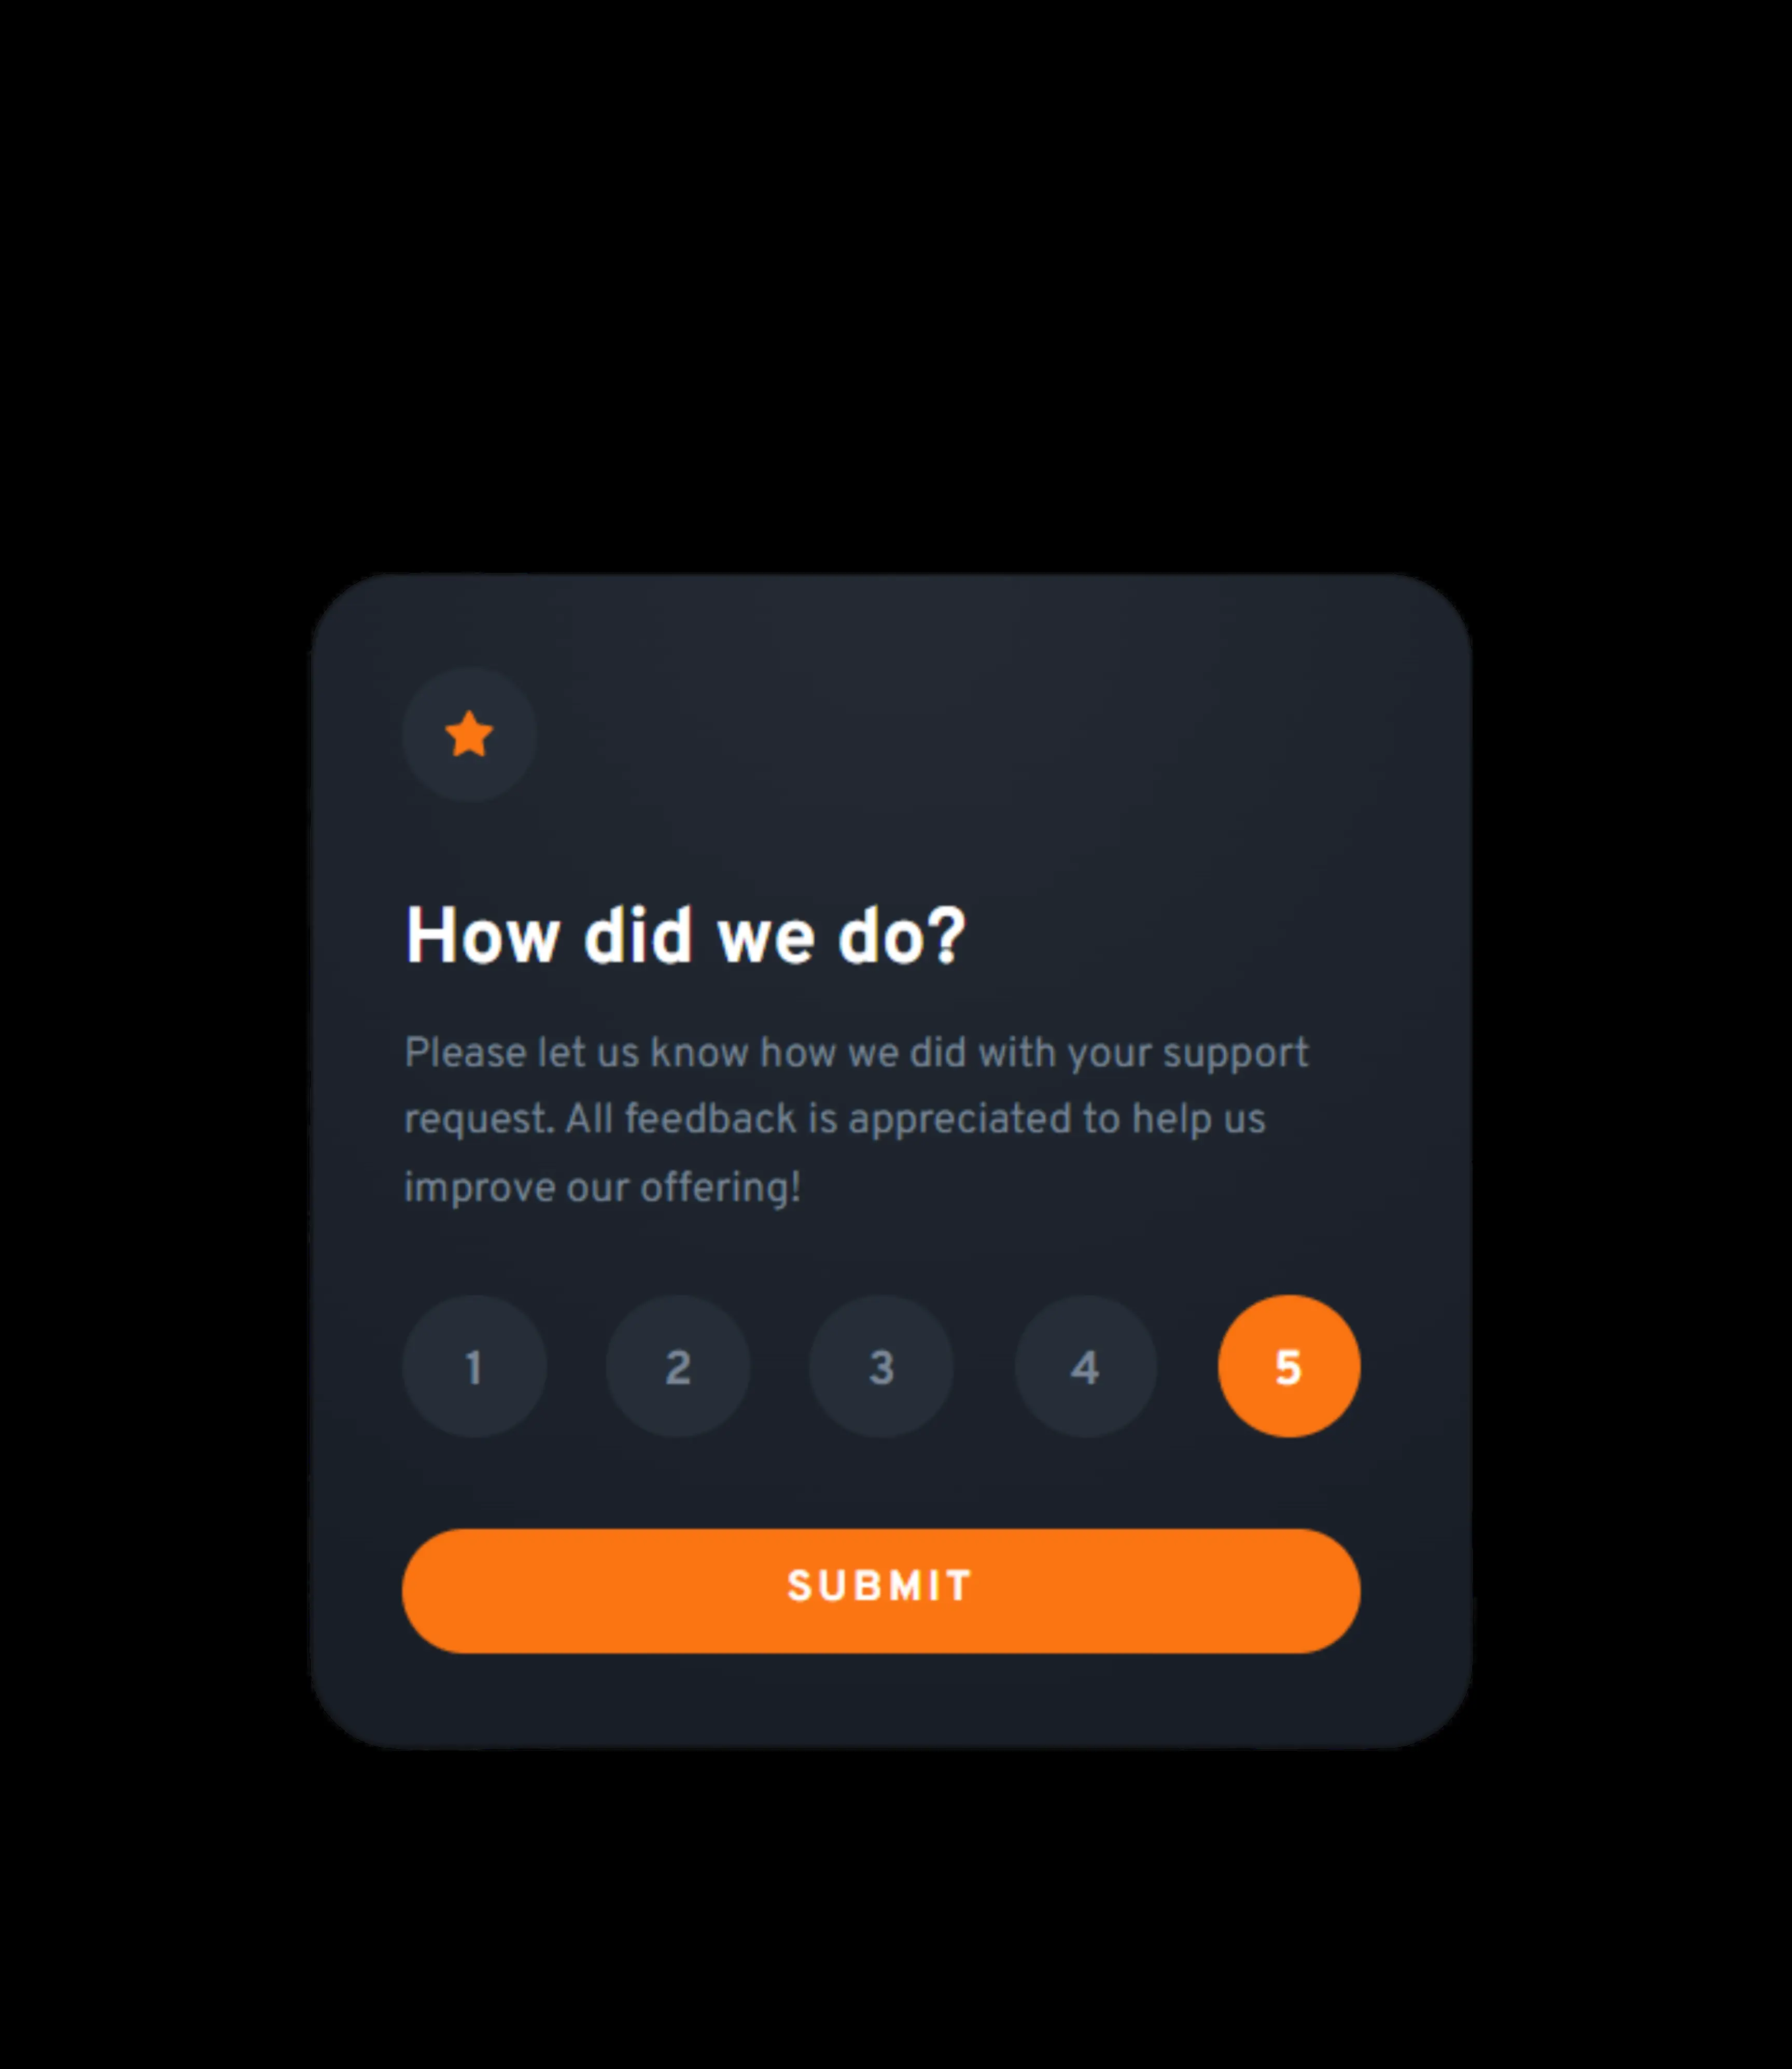 How did we do?
Please let us know how we did with your support
request. All feedback is appreciated to help us
improve our offering!
1 2 3 4 5
SUBMIT